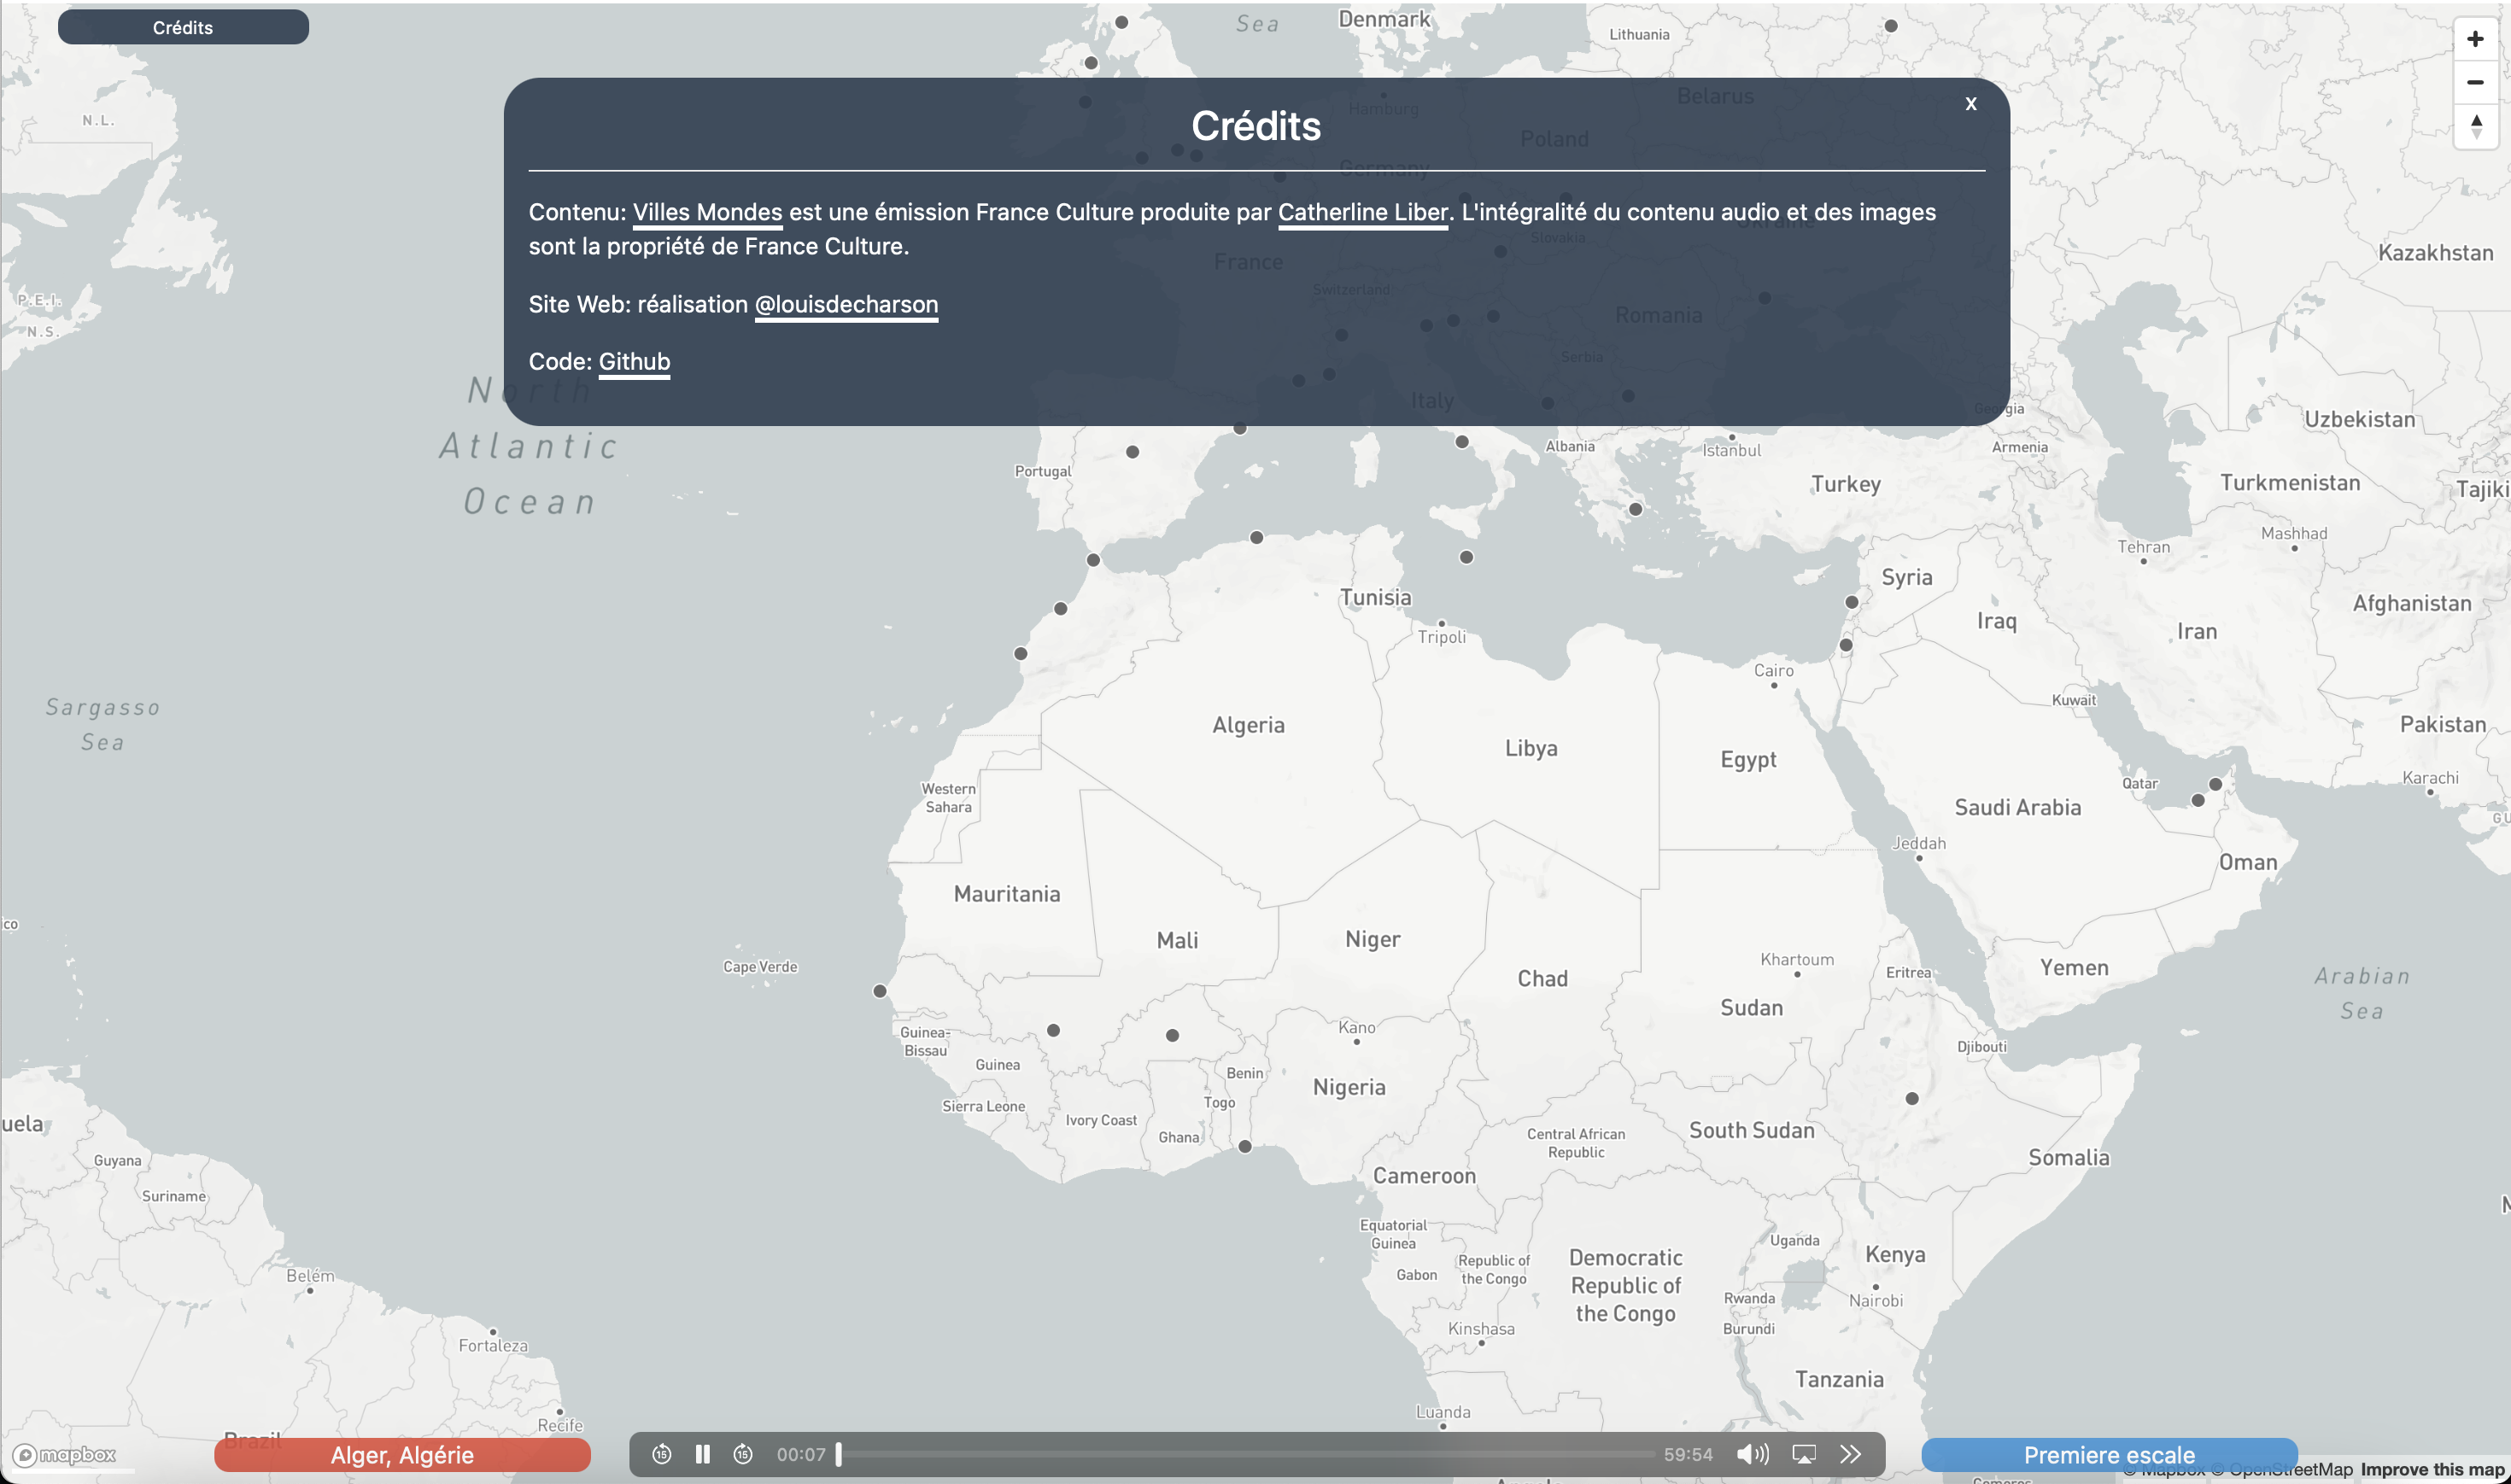 Crédits
Sea
Denmark
Lithuania
+
−
N.L.
Hamburg
Belarus
Poland
Germany
X
Crédits
Contenu: Villes Mondes est une émission France Culture produite par Catherline Liber. L'intégralité du contenu audio et des images
sont la propriété de France Culture.
Ukraine
Slovakia
France
Switzerland
Kazakhstan
P.E.I.
N.S.
Site Web: réalisation @louisdecharson
Romania
Serbia
Code: Github
North
Atlantic
Ocean
Italy
Georgia
Uzbekistan
Portugal
Albania
Istanbul
Armenia
Turkey
Turkmenistan
Tajiki
Mashhad
Tehran
Syria
Tunisia
Afghanistan
Iraq
Iran
Tripoli
Cairo
Sargasso
Sea
Kuwait
Algeria
Libya
Egypt
Pakistan
Western
Sahara
Qatar
Karachi
Saudi Arabia
GU
Jeddah
Oman
Mauritania
ico
Mali
Niger
Cape Verde
Khartoum
Eritrea
Yemen
Arabian
Sea
Chad
Sudan
Guinea-
Bissau
Kano
Djibouti
Guinea
Benin
Nigeria
Sierra Leone
Togo
Ivory Coast
Ghana
uela
Central African
Republic
South Sudan
Somalia
Guyana
Cameroon
Suriname
Equatorial
Guinea
Uganda
Kenya
Republic of
the Congo
Democratic
Republic of
the Congo
Gabon
Belém
Rwanda
Nairobi
Kinshasa
Burundi
Fortaleza
Tanzania
Luanda
Recife
Brazil
mapbox
Alger, Algérie
15
15
00:07
59:54
Premiere escale
© Mapbox © OpenStreetMap Improve this map
Comoros